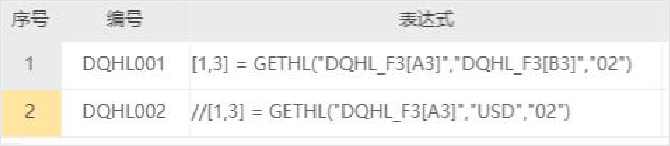 序号 编号 表达式
1 DQHL001 [1,3] = GETHL("DQHL_F3[A3]","DQHL_F3[B3]","02")
2 DQHL002 //[1,3] = GETHL("DQHL_F3[A3]","USD","02")